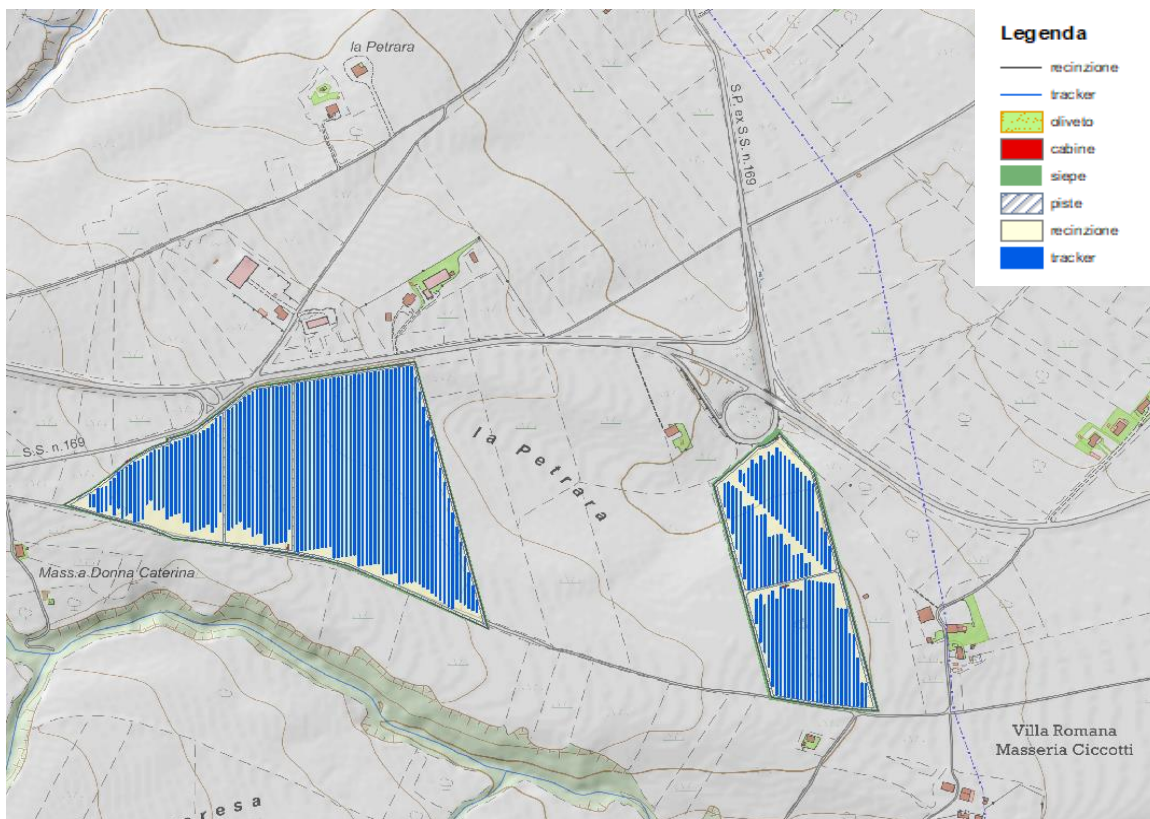 Legenda
recinzione
tracker
oliveto
cabine
siepe
piste
recinzione
tracker
la Petrara
S.P. ex S.S. n.169
S.S. n.169
la Petrara
Mass.a Donna Caterina
Villa Romana
Masseria Ciccotti
resa